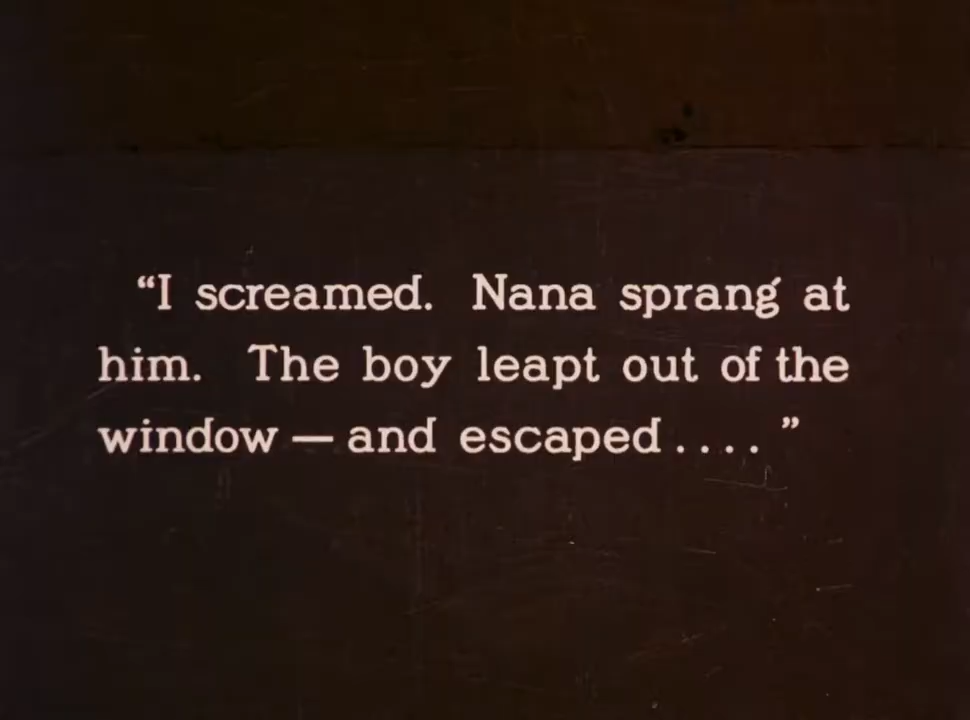 “I screamed. Nana sprang at
him. The boy leapt out of the
window — and escaped . . . . ”